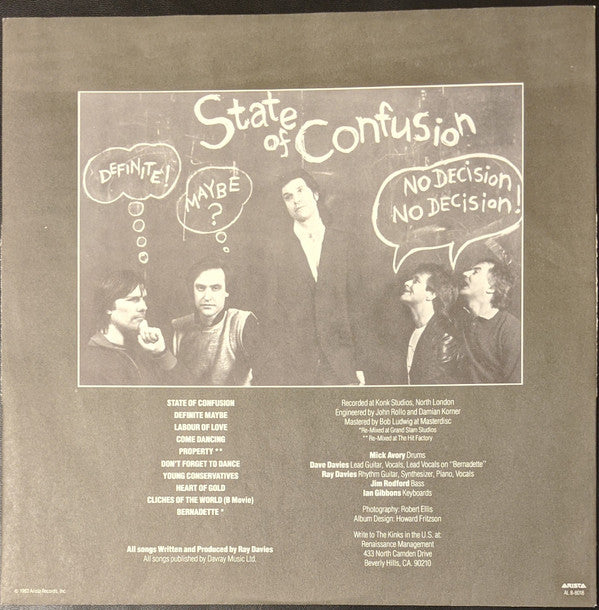 State
of Confusion
DEFINITE!
MAYBE
?
NO DECISION
NO DECISION!
STATE OF CONFUSION
DEFINITE MAYBE
LABOUR OF LOVE
COME DANCING
PROPERTY **
DON'T FORGET TO DANCE
YOUNG CONSERVATIVES
HEART OF GOLD
CLICHES OF THE WORLD (B Movie)
BERNADETTE *
All songs Written and Produced by Ray Davies
All songs published by Davray Music Ltd.
Recorded at Konk Studios, North London
Engineered by John Rollo and Damian Korner
Mastered by Bob Ludwig at Masterdisc
*Re-Mixed at Grand Slam Studios
** Re-Mixed at The Hit Factory
Mick Avory Drums
Dave Davies Lead Guitar, Vocals, Lead Vocals on "Bernadette"
Ray Davies Rhythm Guitar, Synthesizer, Piano, Vocals
Jim Rodford Bass
Ian Gibbons Keyboards
Photography: Robert Ellis
Album Design: Howard Fritzson
Write to The Kinks in the U.S. at:
Renaissance Management
433 North Camden Drive
Beverly Hills, CA. 90210
© 1983 Arista Records, Inc.
ARISTA
AL 8-8018